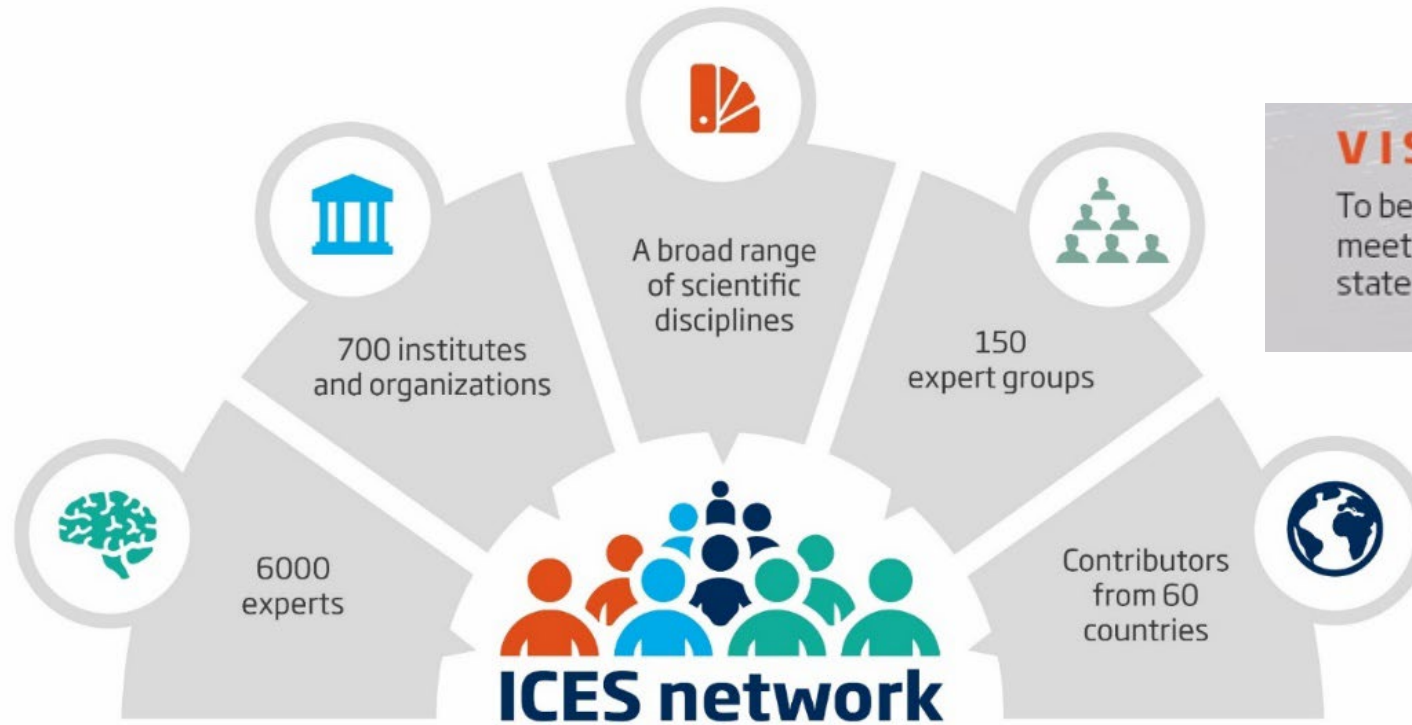 A broad range
of scientific
disciplines
700 institutes
and organizations
150
expert groups
6000
experts
Contributors
from 60
countries
ICES network
To be
meet
state